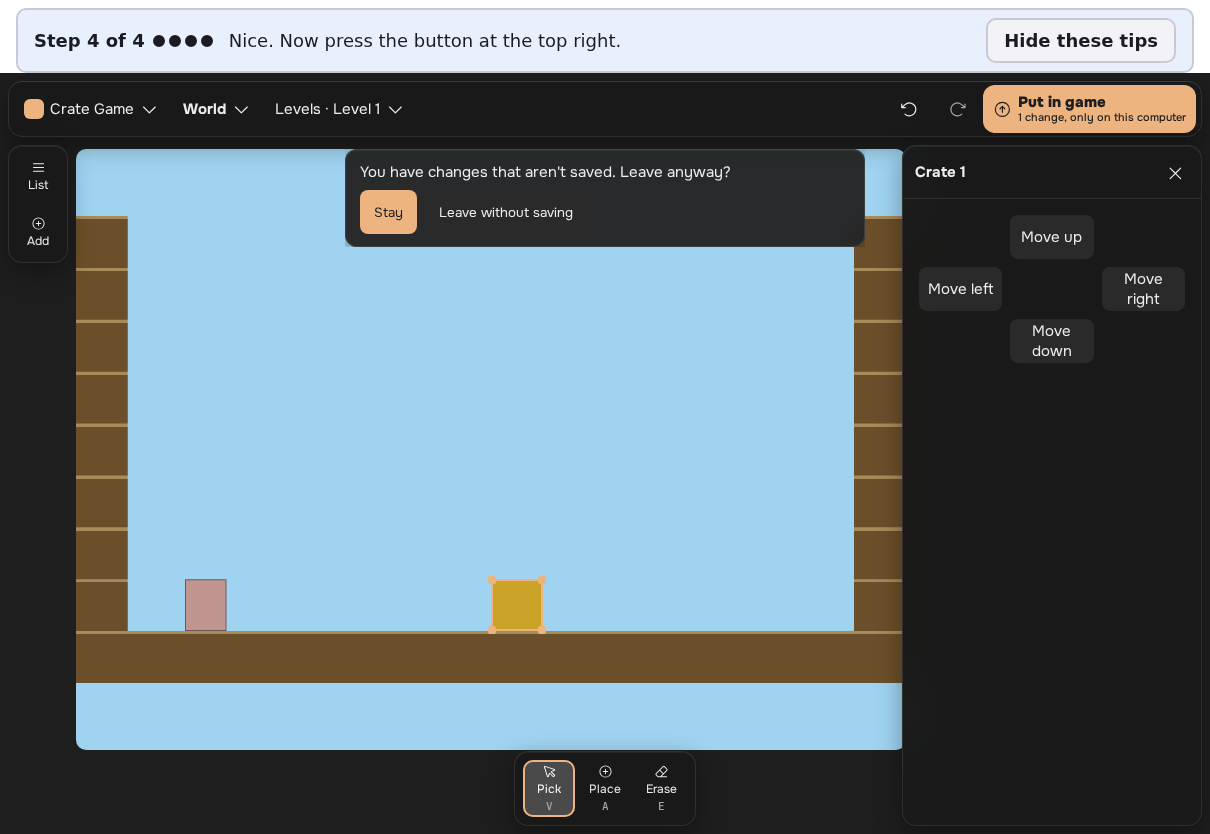 Step 4 of 4 Nice. Now press the button at the top right. Hide these tips
Crate Game World Levels · Level 1
Put in game
1 change, only on this computer
List
Add
You have changes that aren't saved. Leave anyway?
Stay Leave without saving
Crate 1
Move up
Move left
Move
right
Move
down
Pick
V
Place
A
Erase
E